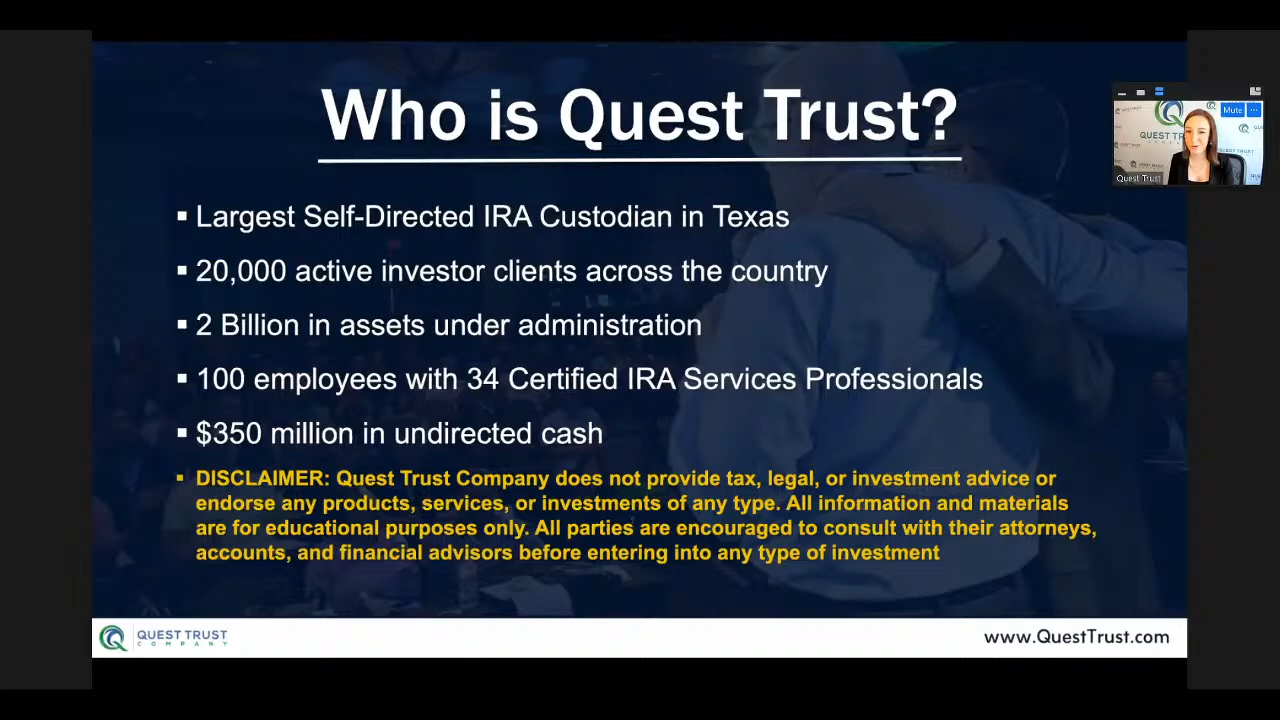 Who is Quest Trust?
Mute
QUEST TRUST
Quest Trust
▪ Largest Self-Directed IRA Custodian in Texas
▪ 20,000 active investor clients across the country
▪ 2 Billion in assets under administration
▪ 100 employees with 34 Certified IRA Services Professionals
▪ $350 million in undirected cash
▪ DISCLAIMER: Quest Trust Company does not provide tax, legal, or investment advice or
endorse any products, services, or investments of any type. All information and materials
are for educational purposes only. All parties are encouraged to consult with their attorneys,
accounts, and financial advisors before entering into any type of investment
QUEST TRUST
COMPANY
www.QuestTrust.com